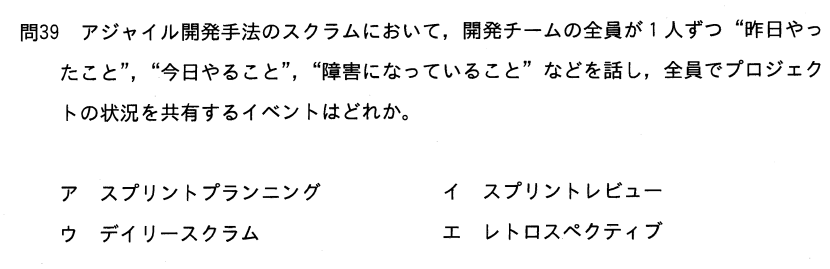 問39　アジャイル開発手法のスクラムにおいて，開発チームの全員が１人ずつ“昨日やっ
たこと”，“今日やること”，“障害になっていること”などを話し，全員でプロジェク
トの状況を共有するイベントはどれか。
ア　スプリントプランニング　　イ　スプリントレビュー
ウ　デイリースクラム　　エ　レトロスペクティブ